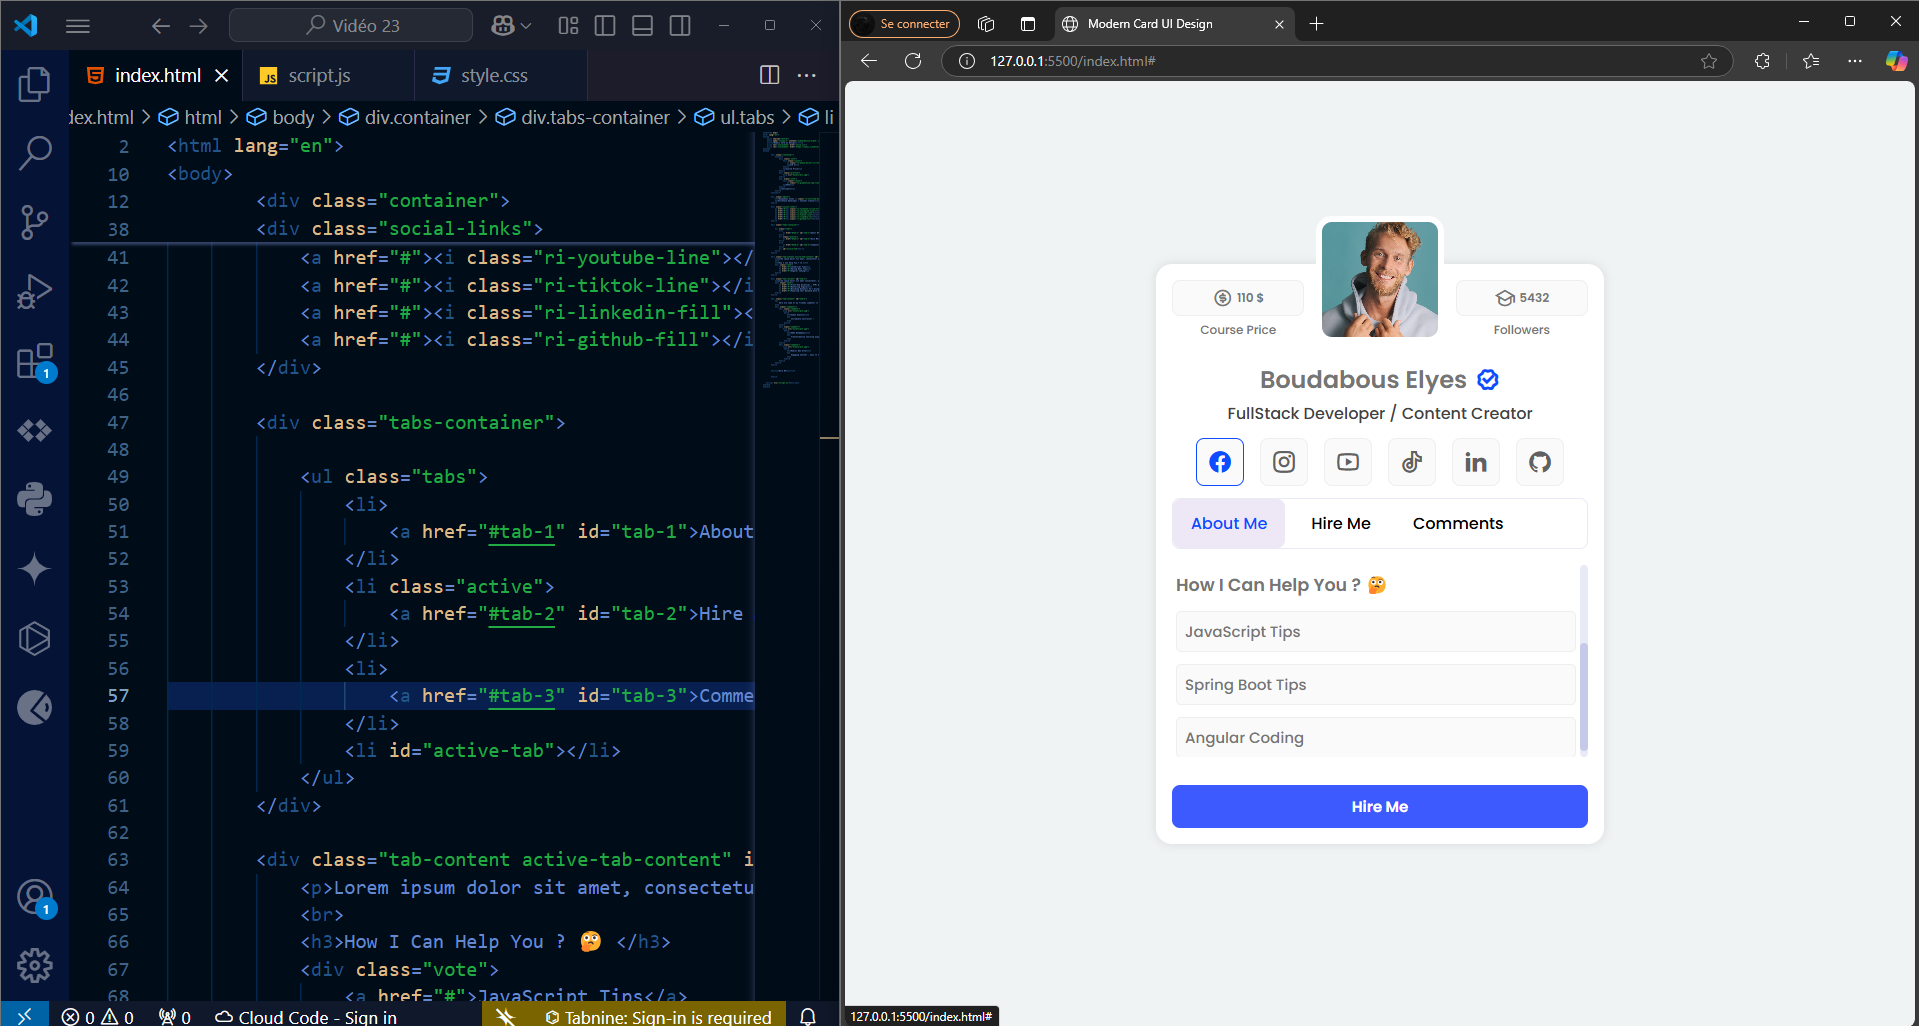 Vidéo 23
index.html
JS script.js
style.css
dex.html > html > body > div.container > div.tabs-container > ul.tabs > li
2 <html lang="en">
10 <body>
12 <div class="container">
38 <div class="social-links">
41 <a href="#"><i class="ri-youtube-line"></
42 <a href="#"><i class="ri-tiktok-line"></i
43 <a href="#"><i class="ri-linkedin-fill"><
44 <a href="#"><i class="ri-github-fill"></i
45 </div>
46
47 <div class="tabs-container">
48
49 <ul class="tabs">
50 <li>
51 <a href="#tab-1" id="tab-1">About
52 </li>
53 <li class="active">
54 <a href="#tab-2" id="tab-2">Hire
55 </li>
56 <li>
57 <a href="#tab-3" id="tab-3">Comme
58 </li>
59 <li id="active-tab"></li>
60 </ul>
61 </div>
62
63 <div class="tab-content active-tab-content" i
64 <p>Lorem ipsum dolor sit amet, consectetu
65 <br>
66 <h3>How I Can Help You ? 🤔 </h3>
67 <div class="vote">
68 <a href="#">JavaScript Tips</a>
1
1
0 0
0
Cloud Code - Sign in
Tabnine: Sign-in is required
Se connecter
Modern Card UI Design
127.0.0.1:5500/index.html#
110 $
Course Price
5432
Followers
Boudabous Elyes
FullStack Developer / Content Creator
About Me
Hire Me
Comments
How I Can Help You ? 🤔
JavaScript Tips
Spring Boot Tips
Angular Coding
Hire Me
127.0.0.1:5500/index.html#